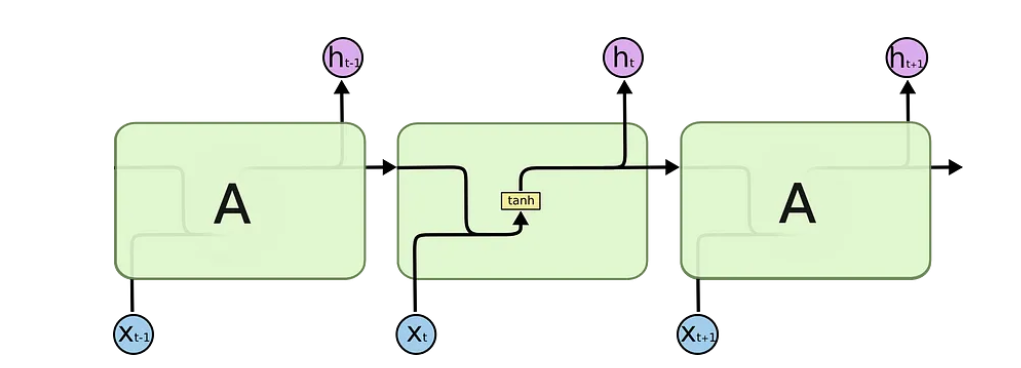 hₜ₋₁ hₜ hₜ₊₁
A tanh A
xₜ₋₁ xₜ xₜ₊₁